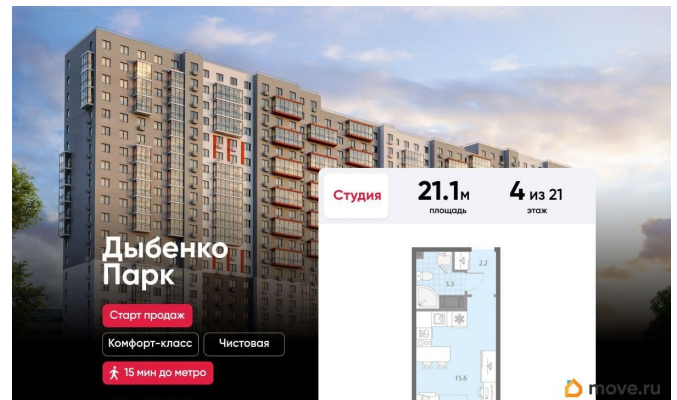 Студия
21.1м
площадь
4 из 21
этаж
Дыбенко
Парк
Старт продаж
Комфорт-класс
Чистовая
15 мин до метро
2.2
3.3
15.6
move.ru